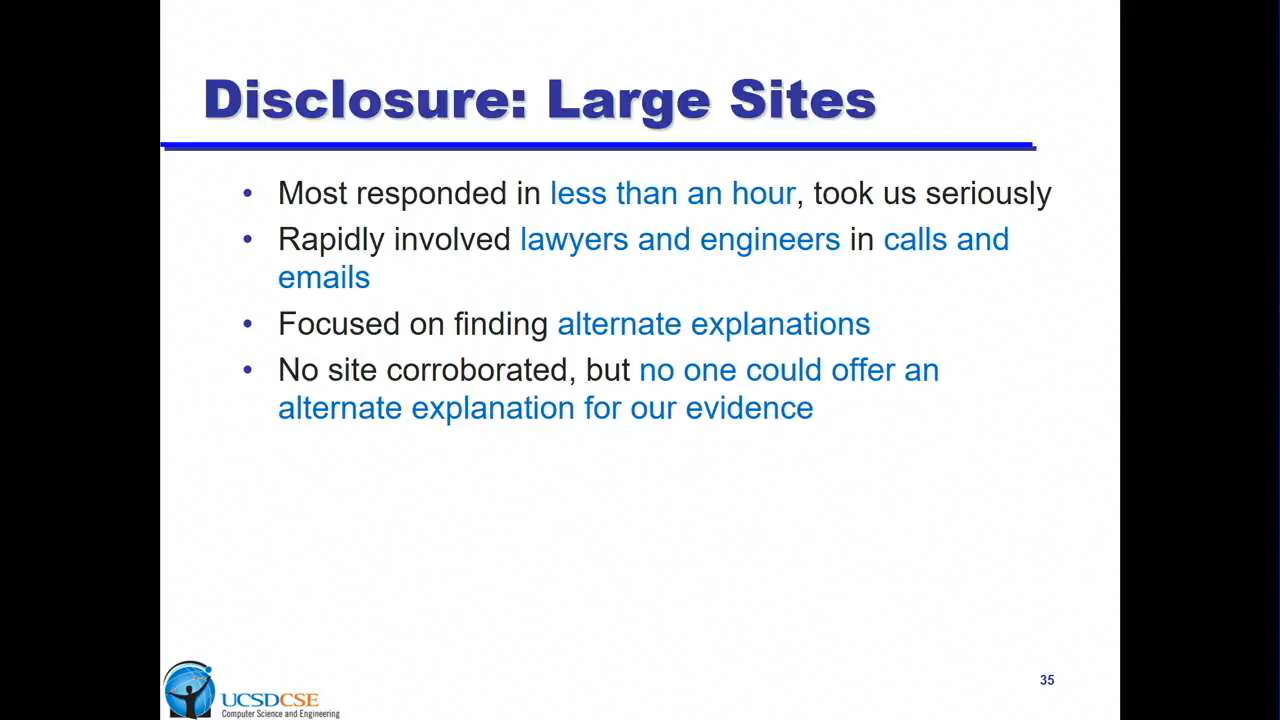 Disclosure: Large Sites
• Most responded in less than an hour, took us seriously
• Rapidly involved lawyers and engineers in calls and
emails
• Focused on finding alternate explanations
• No site corroborated, but no one could offer an
alternate explanation for our evidence
UCSDCSE
Computer Science and Engineering
35